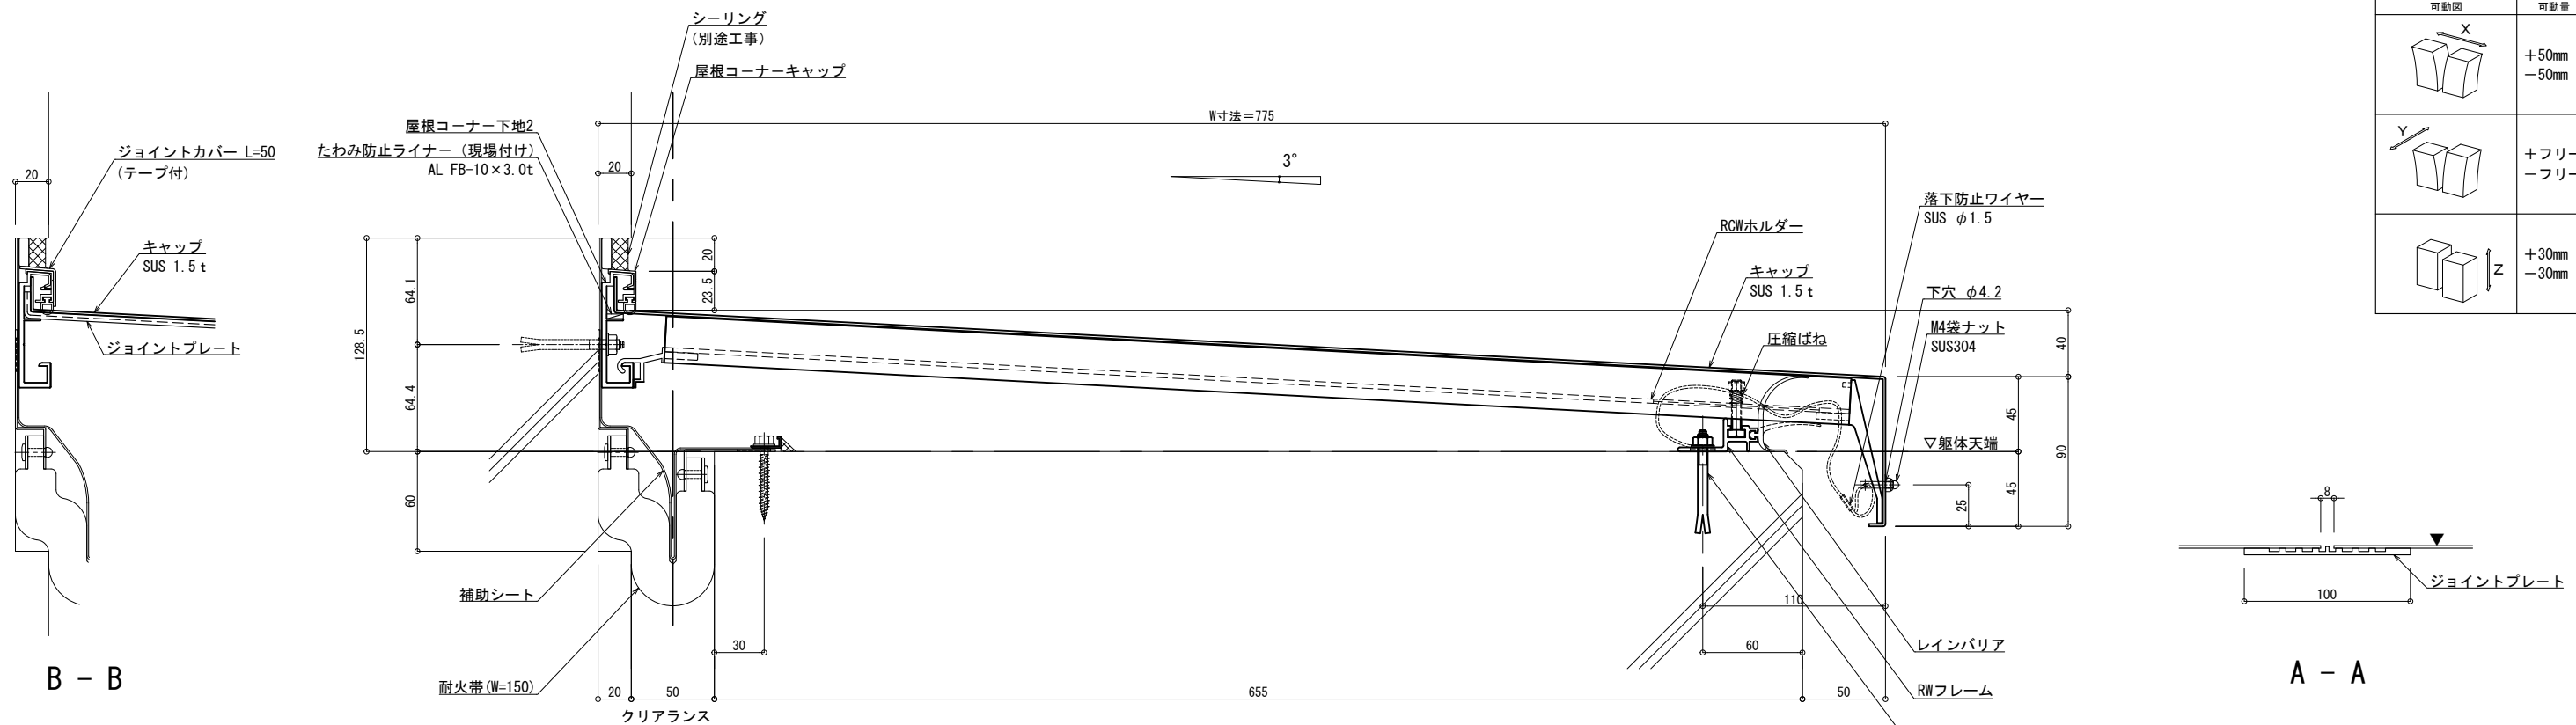 シーリング
(別途工事)
屋根コーナーキャップ
屋根コーナー下地2
たわみ防止ライナー (現場付け)
AL FB-10×3.0t
ジョイントカバー L=50
(テープ付)
20
キャップ
SUS 1.5t
ジョイントプレート
B - B
W寸法=775
3°
20
20
23.5
64.1
128.5
64.4
60
RCWホルダー
キャップ
SUS 1.5t
圧縮ばね
落下防止ワイヤー
SUS φ1.5
下穴 φ4.2
M4袋ナット
SUS304
▽躯体天端
40
45
90
45
25
補助シート
耐火帯(W=150)
30
110
60
レインバリア
RWフレーム
20
50
655
50
クリアランス
可動図
可動量
X
+50mm
-50mm
Y
+フリー
-フリー
Z
+30mm
-30mm
8
ジョイントプレート
100
A - A